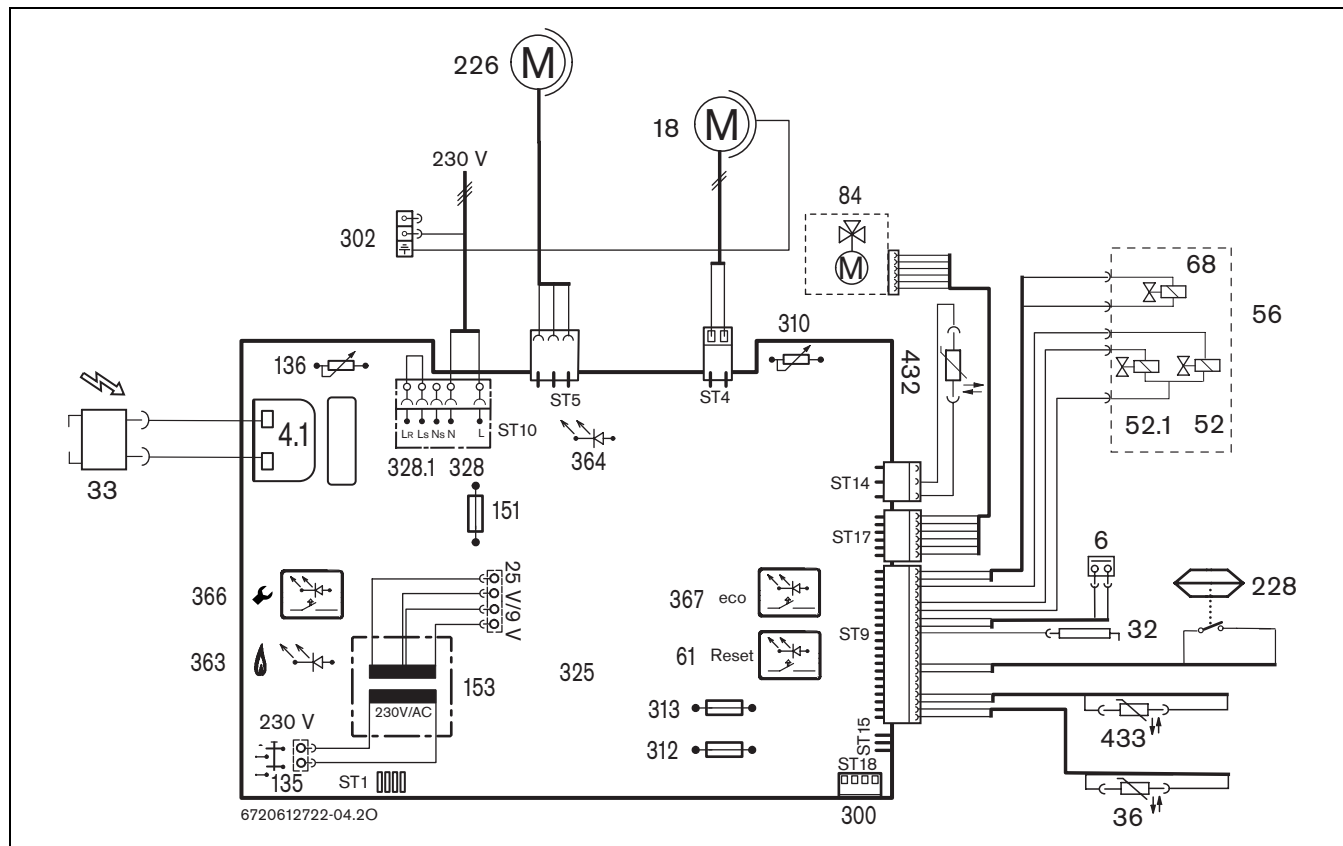 226
M
18
M
230 V
84
M
302
68
56
310
432
136
ST5
ST4
4.1
LR LS NS N L
ST10
52.1 52
33
328.1 328
364
ST14
151
ST17
6
25 V/9 V
366
367 eco
228
ST9
32
363
61 Reset
325
153
230V/AC
313
230 V
ST15
433
312
135
ST1
ST18
300
36
6720612722-04.2O